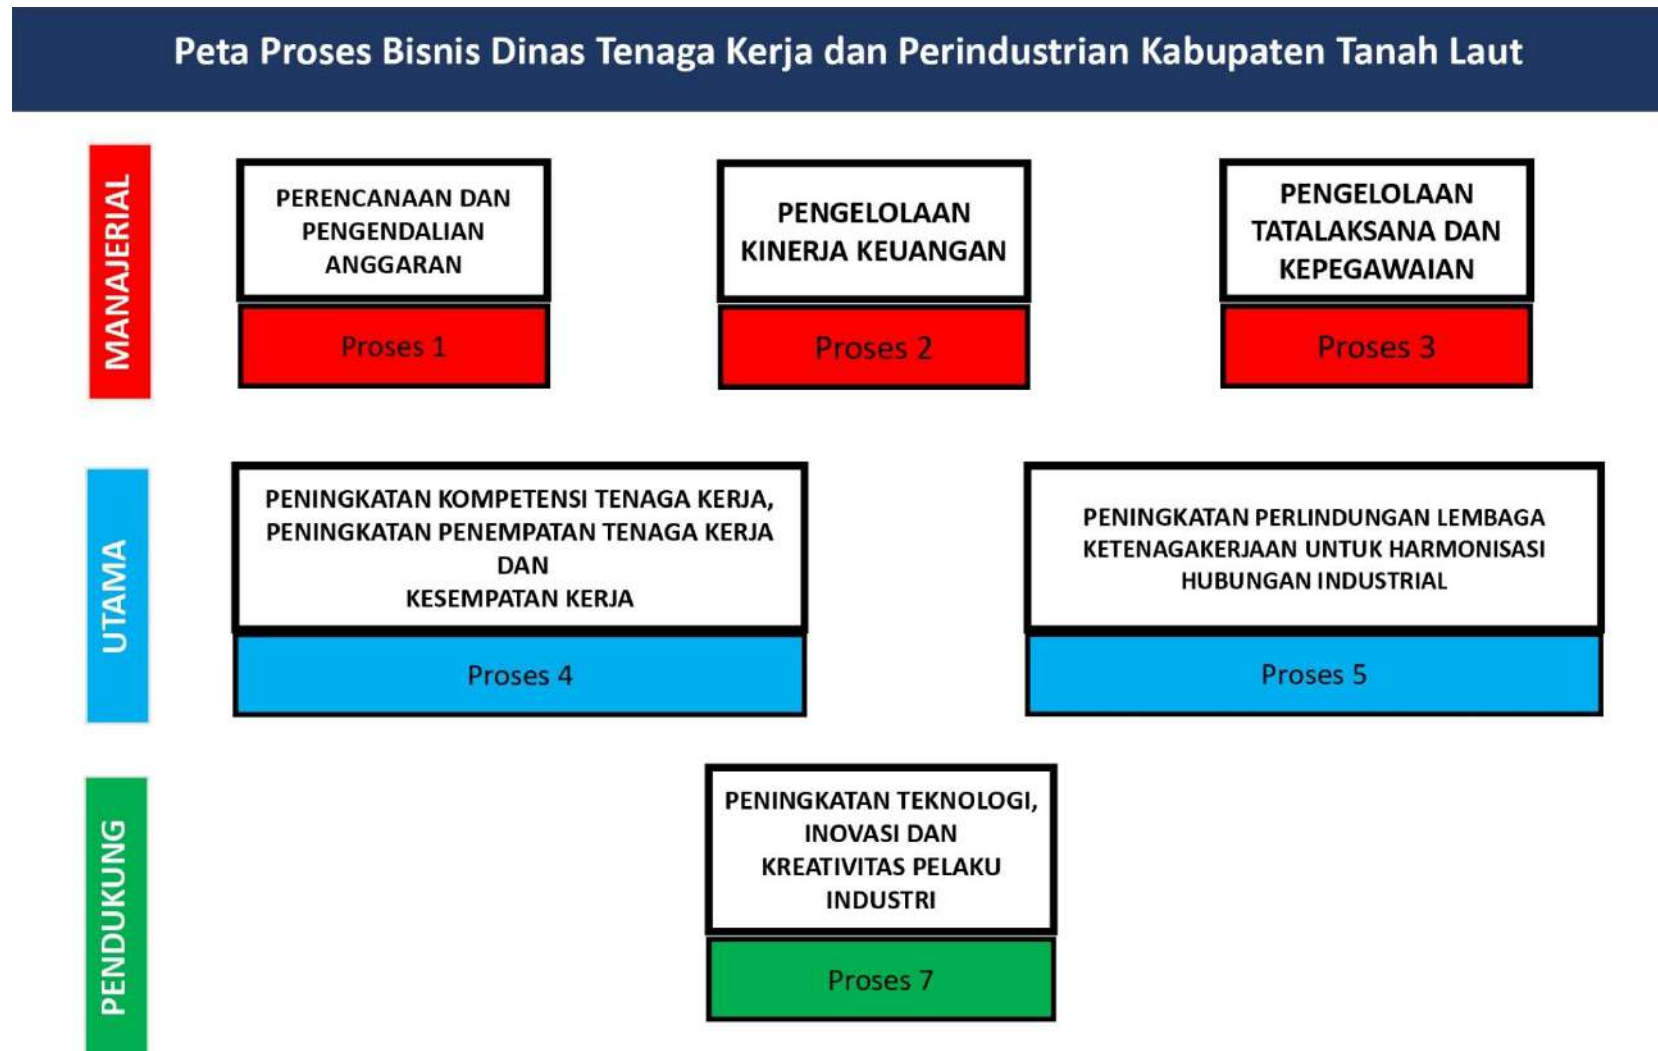 Peta Proses Bisnis Dinas Tenaga Kerja dan Perindustrian Kabupaten Tanah Laut
MANAJERIAL
PERENCANAAN DAN
PENGENDALIAN
ANGGARAN
Proses 1
PENGELOLAAN
KINERJA KEUANGAN
Proses 2
PENGELOLAAN
TATALAKSANA DAN
KEPEGAWAIAN
Proses 3
UTAMA
PENINGKATAN KOMPETENSI TENAGA KERJA,
PENINGKATAN PENEMPATAN TENAGA KERJA
DAN
KESEMPATAN KERJA
Proses 4
PENINGKATAN PERLINDUNGAN LEMBAGA
KETENAGAKERJAAN UNTUK HARMONISASI
HUBUNGAN INDUSTRIAL
Proses 5
PENDUKUNG
PENINGKATAN TEKNOLOGI,
INOVASI DAN
KREATIVITAS PELAKU
INDUSTRI
Proses 7